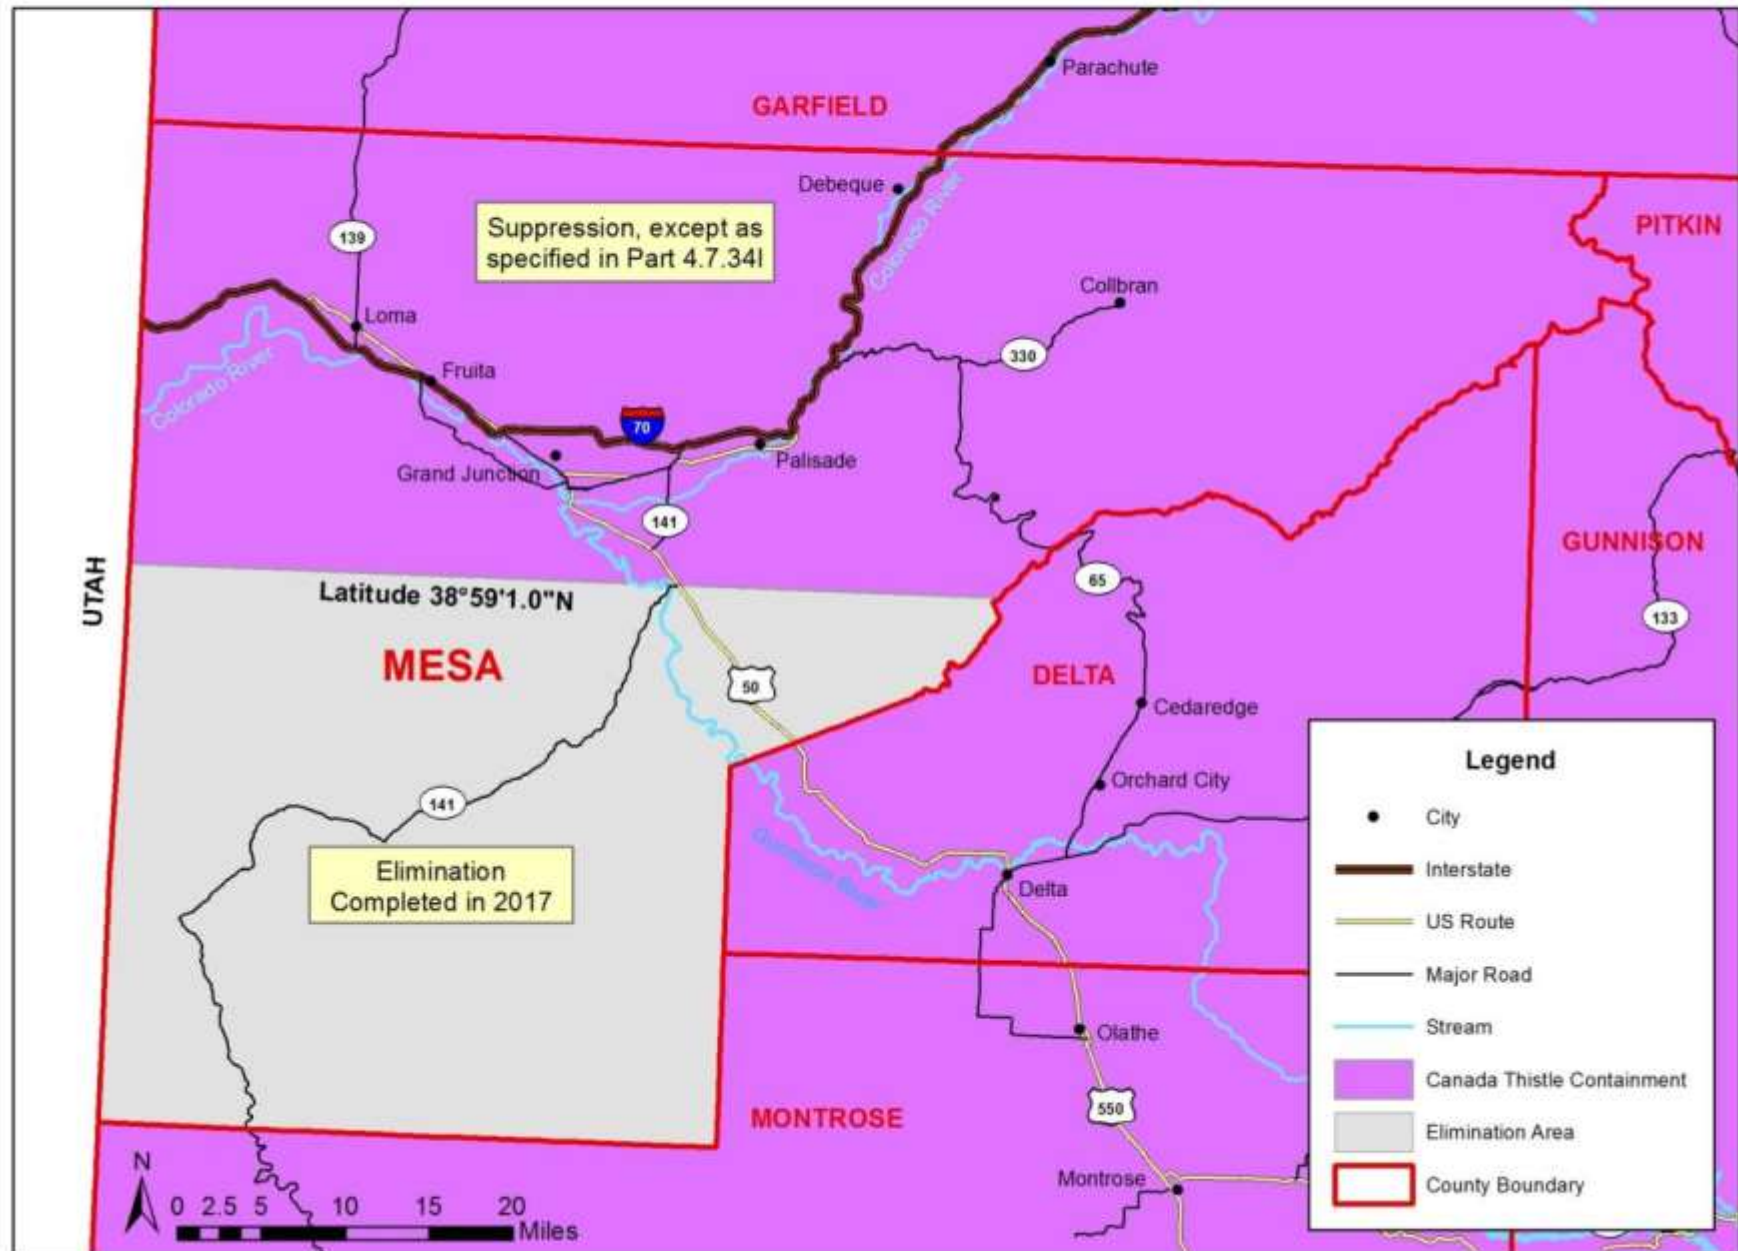 Parachute
GARFIELD
Debeque
Colorado River
PITKIN
Suppression, except as
specified in Part 4.7.34I
139
Collbran
Loma
330
Colorado River
Fruita
70
Palisade
Grand Junction
141
GUNNISON
65
UTAH
Latitude 38°59'1.0"N
133
MESA
DELTA
50
Cedaredge
Orchard City
141
Elimination
Completed in 2017
Gunnison River
Delta
Olathe
MONTROSE
550
Montrose
N
0 2.5 5 10 15 20
Miles
Legend
City
Interstate
US Route
Major Road
Stream
Canada Thistle Containment
Elimination Area
County Boundary